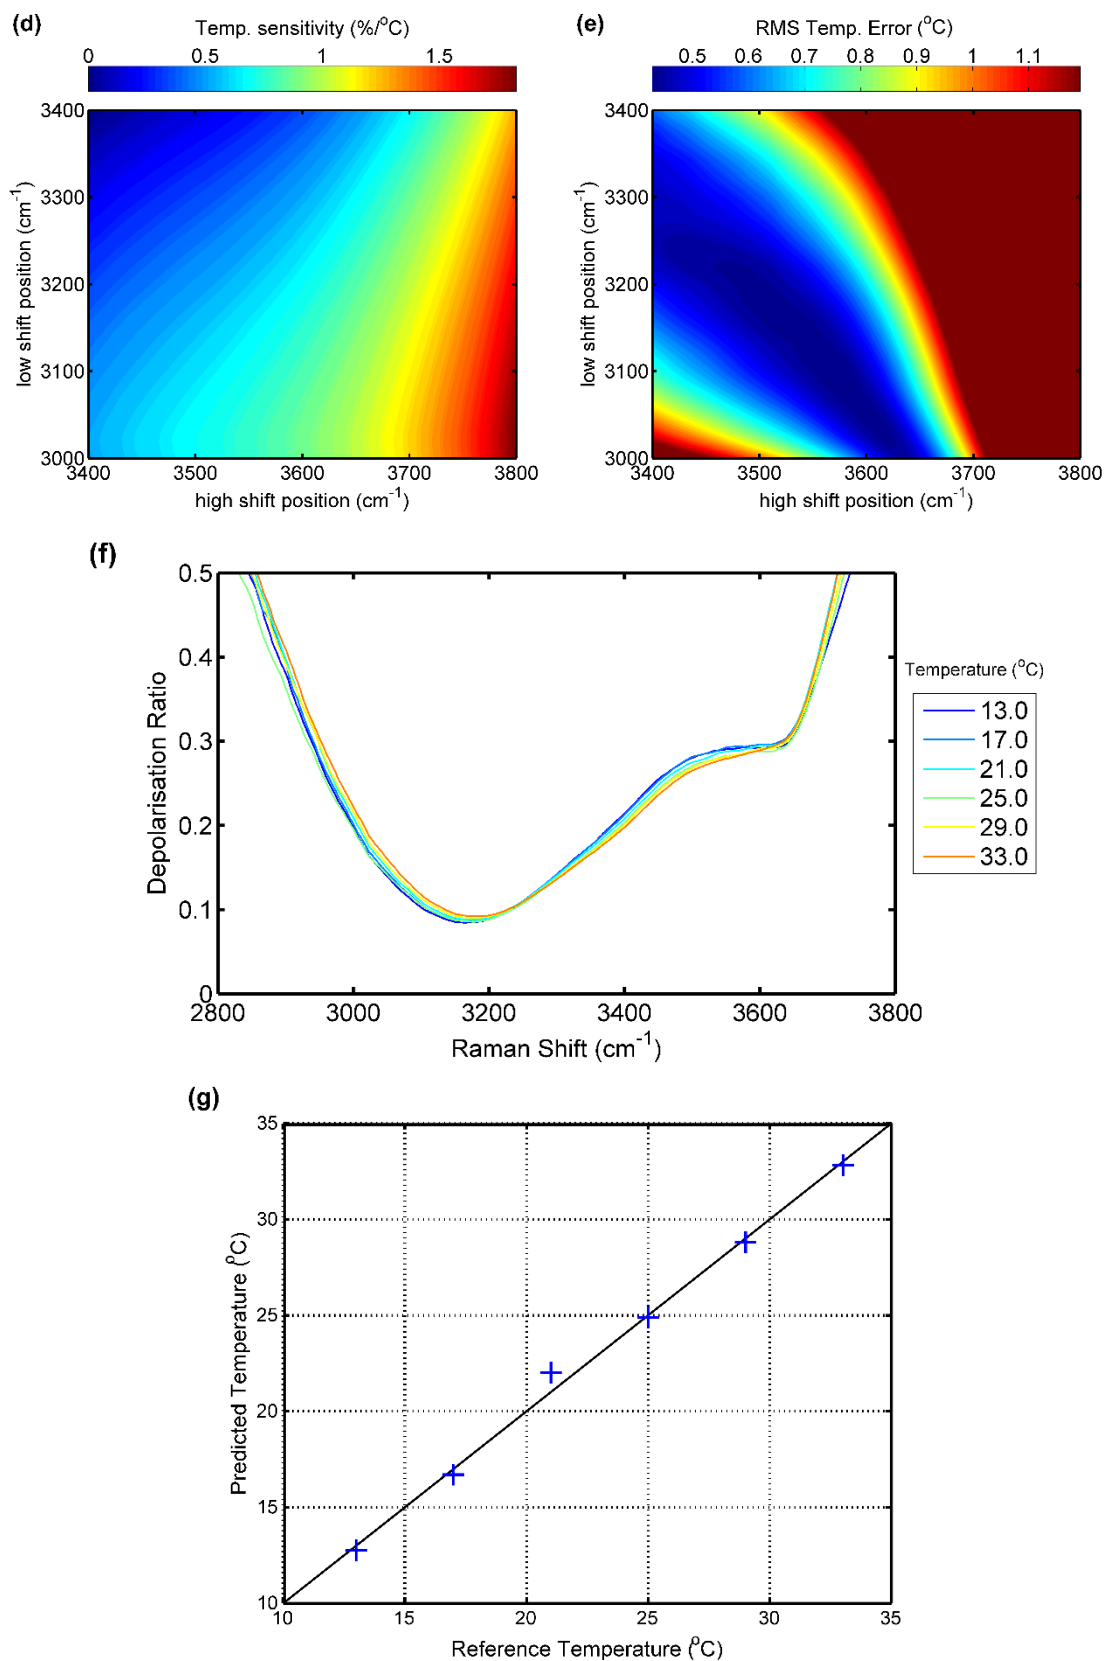 (d)
Temp. sensitivity (%/°C)
0 0.5 1 1.5
3400
3300
3200
3100
3000
low shift position (cm⁻¹)
3400 3500 3600 3700 3800
high shift position (cm⁻¹)
(e)
RMS Temp. Error (°C)
0.5 0.6 0.7 0.8 0.9 1 1.1
3400
3300
3200
3100
3000
low shift position (cm⁻¹)
3400 3500 3600 3700 3800
high shift position (cm⁻¹)
(f)
0.5
0.4
0.3
0.2
0.1
0
Depolarisation Ratio
2800 3000 3200 3400 3600 3800
Raman Shift (cm⁻¹)
Temperature (°C)
13.0
17.0
21.0
25.0
29.0
33.0
(g)
35
30
25
20
15
10
Predicted Temperature (°C)
10 15 20 25 30 35
Reference Temperature (°C)